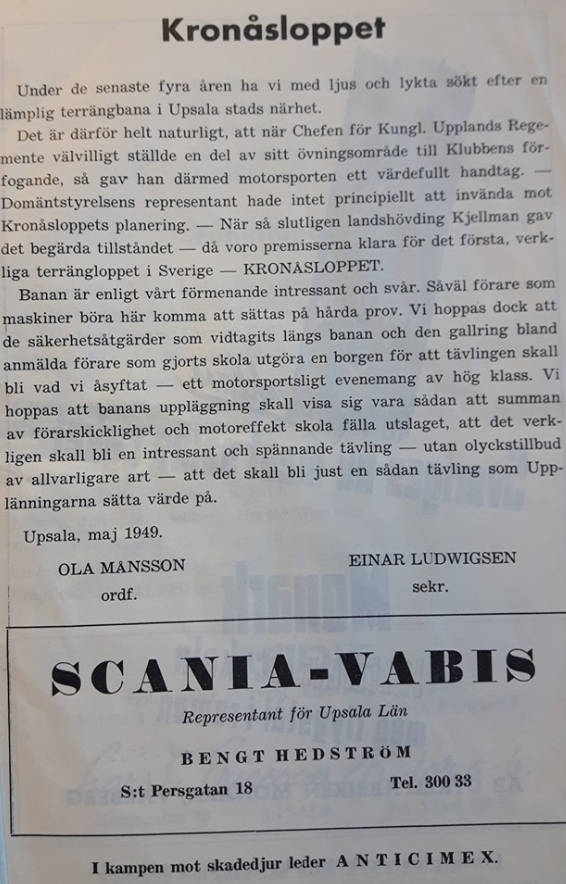 Kronåsloppet
Under de senaste fyra åren ha vi med ljus och lykta sökt efter en
lämplig terrängbana i Upsala stads närhet.
Det är därför helt naturligt, att när Chefen för Kungl. Upplands Rege-
mente välvilligt ställde en del av sitt övningsområde till Klubbens för-
fogande, så gav han därmed motorsporten ett värdefullt handtag. —
Domäntstyrelsens representant hade intet principiellt att invända mot
Kronåsloppets planering. — När så slutligen landshövding Kjellman gav
det begärda tillståndet — då voro premisserna klara för det första, verk-
liga terrängloppet i Sverige — KRONÅSLOPPET.
Banan är enligt vårt förmenande intressant och svår. Såväl förare som
maskiner böra här komma att sättas på hårda prov. Vi hoppas dock att
de säkerhetsåtgärder som vidtagits längs banan och den gallring bland
anmälda förare som gjorts skola utgöra en borgen för att tävlingen skall
bli vad vi åsyftat — ett motorsportsligt evenemang av hög klass. Vi
hoppas att banans uppläggning skall visa sig vara sådan att summan
av förarskicklighet och motoreffekt skola fälla utslaget, att det verk-
ligen skall bli en intressant och spännande tävling — utan olyckstillbud
av allvarligare art — att det skall bli just en sådan tävling som Upp-
länningarna sätta värde på.
Upsala, maj 1949.
OLA MÅNSSON EINAR LUDWIGSEN
ordf. sekr.
SCANIA-VABIS
Representant för Upsala Län
BENGT HEDSTRÖM
S:t Persgatan 18 Tel. 300 33
I kampen mot skadedjur leder ANTICIMEX.